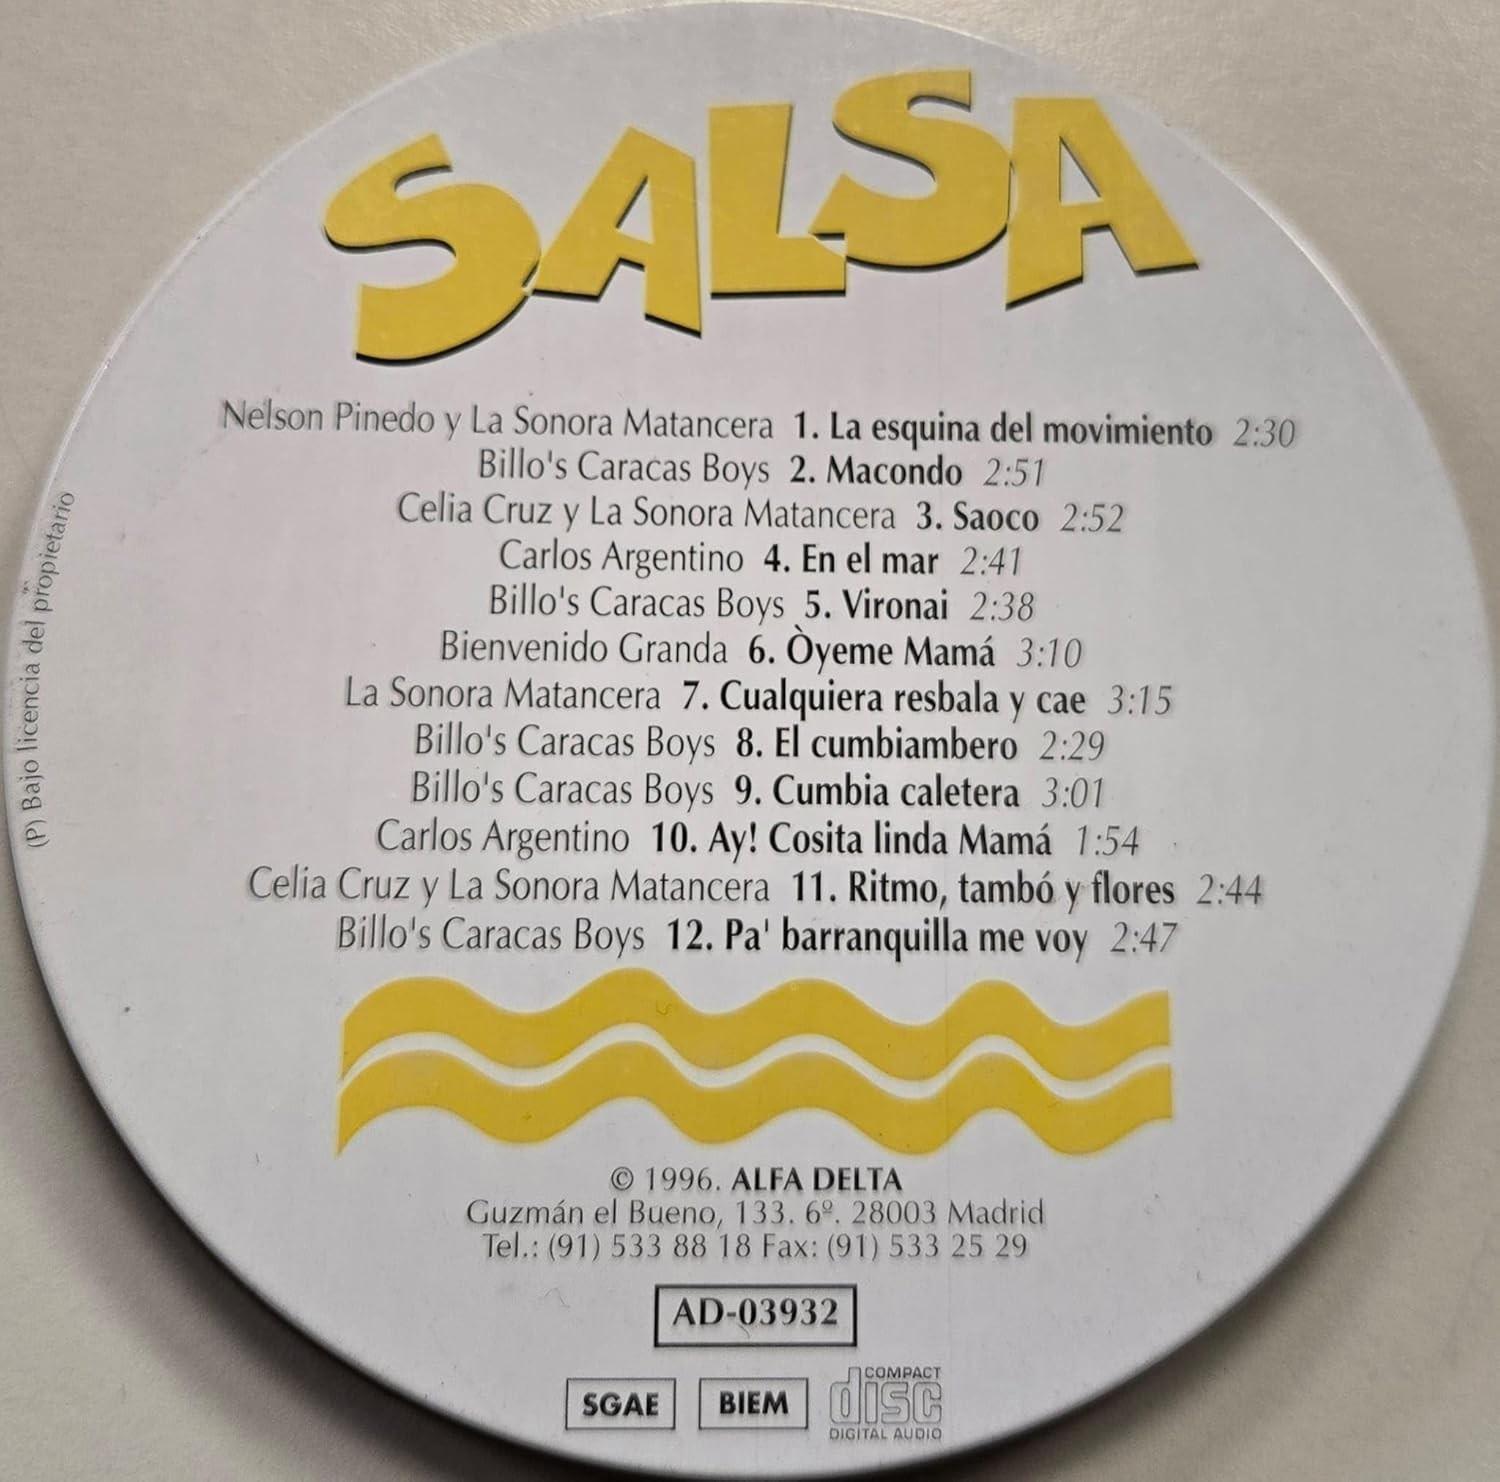 SALSA
Nelson Pinedo y La Sonora Matancera 1. La esquina del movimiento 2:30
Billo's Caracas Boys 2. Macondo 2:51
Celia Cruz y La Sonora Matancera 3. Saoco 2:52
Carlos Argentino 4. En el mar 2:41
Billo's Caracas Boys 5. Vironai 2:38
Bienvenido Granda 6. Òyeme Mamá 3:10
La Sonora Matancera 7. Cualquiera resbala y cae 3:15
Billo's Caracas Boys 8. El cumbiambero 2:29
Billo's Caracas Boys 9. Cumbia caletera 3:01
Carlos Argentino 10. Ay! Cosita linda Mamá 1:54
Celia Cruz y La Sonora Matancera 11. Ritmo, tambó y flores 2:44
Billo's Caracas Boys 12. Pa' barranquilla me voy 2:47
(P) Bajo licencia del propietario
© 1996. ALFA DELTA
Guzmán el Bueno, 133. 6º. 28003 Madrid
Tel.: (91) 533 88 18 Fax: (91) 533 25 29
AD-03932
SGAE BIEM COMPACT
disc
DIGITAL AUDIO